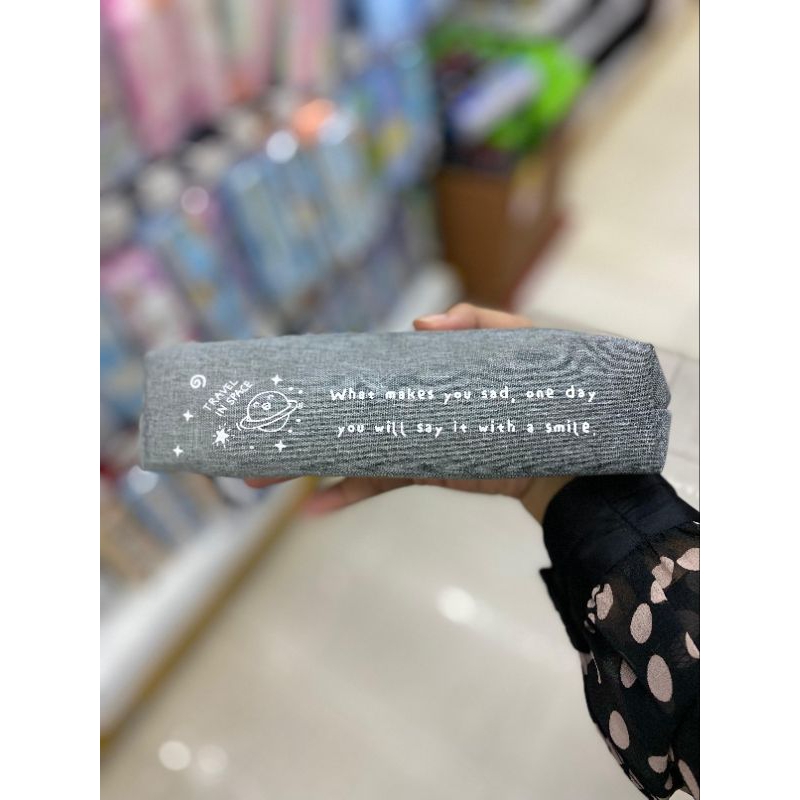 TRAVEL
IN SPACE
What makes you sad, one day
you will say it with a smile.